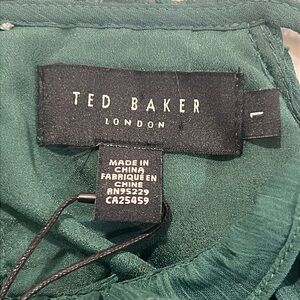 TED BAKER
LONDON
1
MADE IN
CHINA
FABRIQUÉ EN
CHINE
RN95229
CA25459